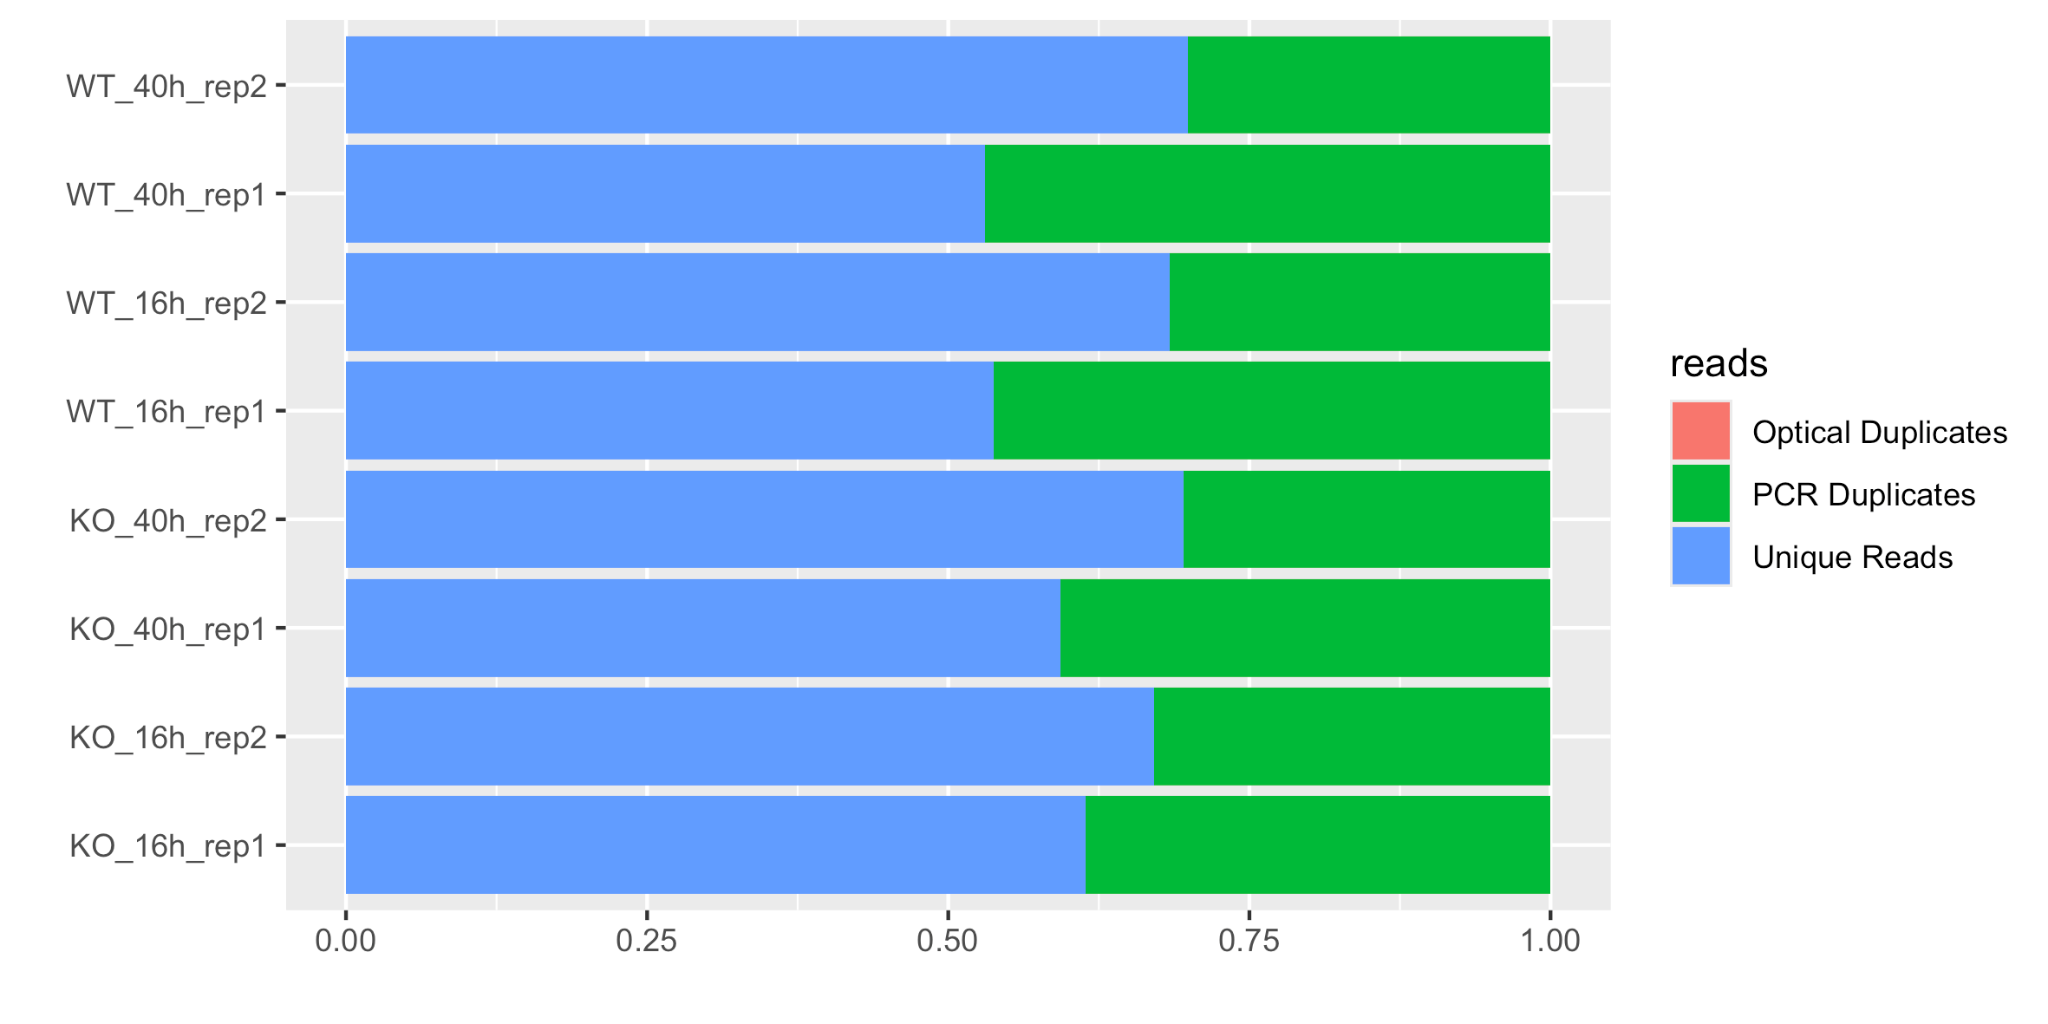 WT_40h_rep2
WT_40h_rep1
WT_16h_rep2
WT_16h_rep1
KO_40h_rep2
KO_40h_rep1
KO_16h_rep2
KO_16h_rep1
0.00 0.25 0.50 0.75 1.00
reads
Optical Duplicates
PCR Duplicates
Unique Reads